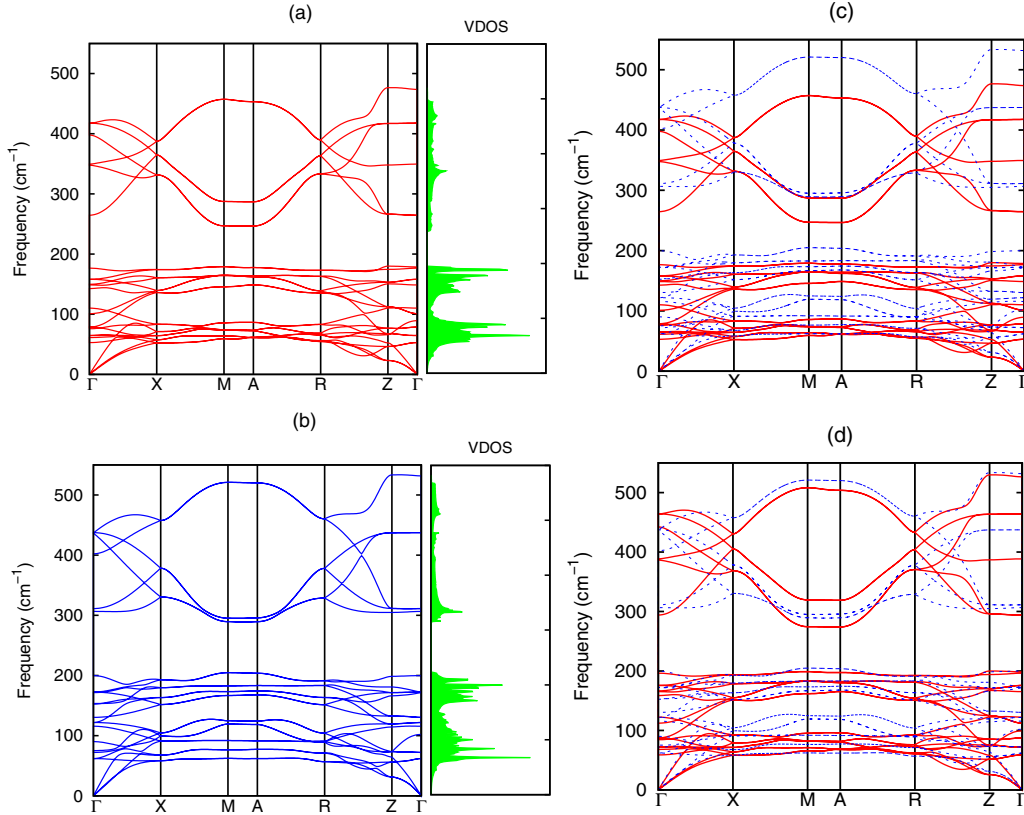 (a)
VDOS
Frequency (cm⁻¹)
500
400
300
200
100
0
Γ X M A R Z Γ
(c)
Frequency (cm⁻¹)
500
400
300
200
100
0
Γ X M A R Z Γ
(b)
VDOS
Frequency (cm⁻¹)
500
400
300
200
100
0
Γ X M A R Z Γ
(d)
Frequency (cm⁻¹)
500
400
300
200
100
0
Γ X M A R Z Γ